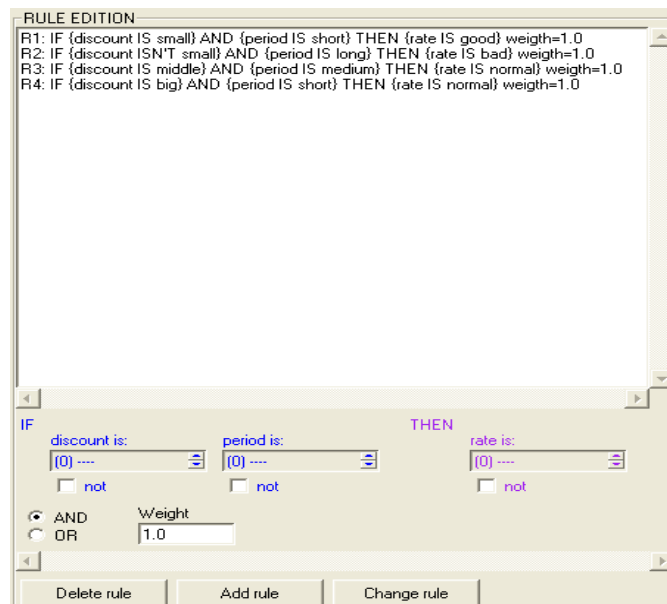 RULE EDITION
R1: IF {discount IS small} AND {period IS short} THEN {rate IS good} weigth=1.0
R2: IF {discount ISN'T small} AND {period IS long} THEN {rate IS bad} weigth=1.0
R3: IF {discount IS middle} AND {period IS medium} THEN {rate IS normal} weigth=1.0
R4: IF {discount IS big} AND {period IS short} THEN {rate IS normal} weigth=1.0
IF THEN
discount is: period is: rate is:
(0) ---- (0) ---- (0) ----
not not not
AND Weight
OR 1.0
Delete rule Add rule Change rule